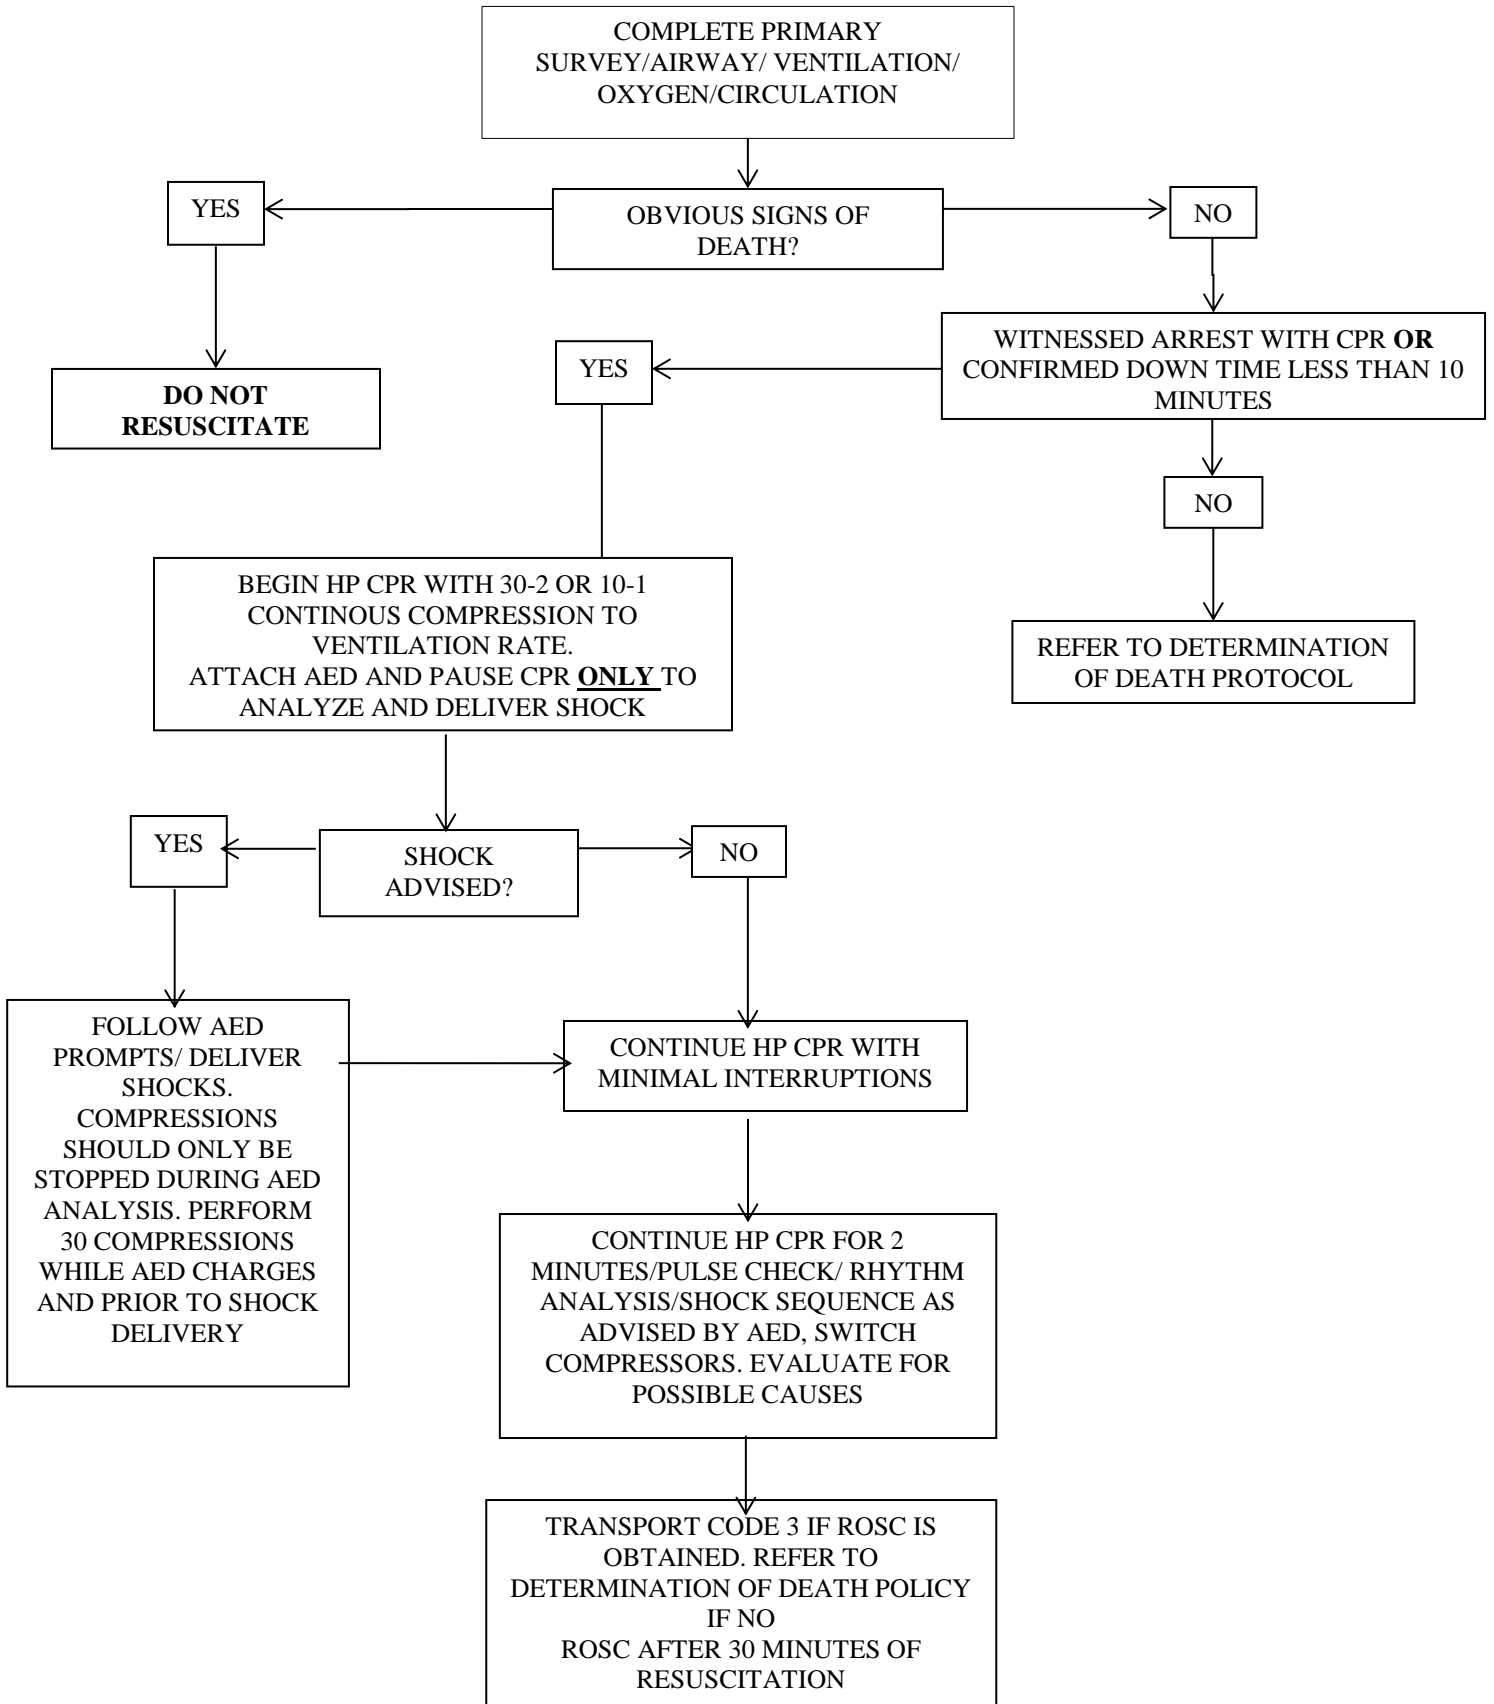 COMPLETE PRIMARY
SURVEY/AIRWAY/ VENTILATION/
OXYGEN/CIRCULATION
YES
OBVIOUS SIGNS OF
DEATH?
NO
DO NOT
RESUSCITATE
YES
WITNESSED ARREST WITH CPR OR
CONFIRMED DOWN TIME LESS THAN 10
MINUTES
NO
REFER TO DETERMINATION
OF DEATH PROTOCOL
BEGIN HP CPR WITH 30-2 OR 10-1
CONTINOUS COMPRESSION TO
VENTILATION RATE.
ATTACH AED AND PAUSE CPR ONLY TO
ANALYZE AND DELIVER SHOCK
YES
SHOCK
ADVISED?
NO
FOLLOW AED
PROMPTS/ DELIVER
SHOCKS.
COMPRESSIONS
SHOULD ONLY BE
STOPPED DURING AED
ANALYSIS. PERFORM
30 COMPRESSIONS
WHILE AED CHARGES
AND PRIOR TO SHOCK
DELIVERY
CONTINUE HP CPR WITH
MINIMAL INTERRUPTIONS
CONTINUE HP CPR FOR 2
MINUTES/PULSE CHECK/ RHYTHM
ANALYSIS/SHOCK SEQUENCE AS
ADVISED BY AED, SWITCH
COMPRESSORS. EVALUATE FOR
POSSIBLE CAUSES
TRANSPORT CODE 3 IF ROSC IS
OBTAINED. REFER TO
DETERMINATION OF DEATH POLICY
IF NO
ROSC AFTER 30 MINUTES OF
RESUSCITATION